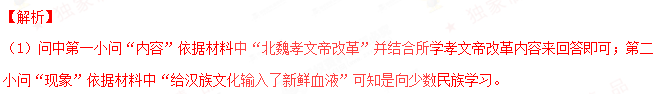 【解析】
（1）问中第一小问“内容”依据材料中“北魏孝文帝改革”并结合所学孝文帝改革内容来回答即可；第二
小问“现象”依据材料中“给汉族文化输入了新鲜血液”可知是向少数民族学习。